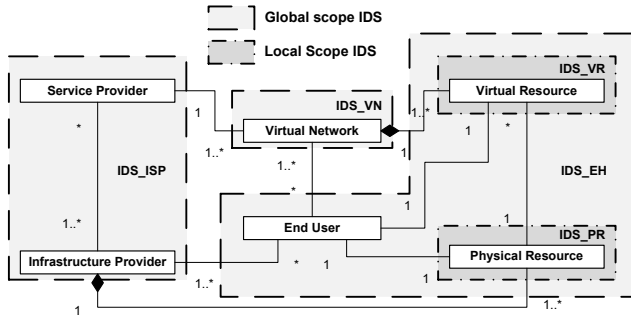 Global scope IDS
Local Scope IDS
IDS_VR
Service Provider
Virtual Resource
IDS_VN
1
1..*
*
Virtual Network
1
1
*
1..*
1..*
IDS_ISP
IDS_EH
*
1
1..*
1
End User
IDS_PR
Infrastructure Provider
*
1
Physical Resource
1..*
1
1
1..*